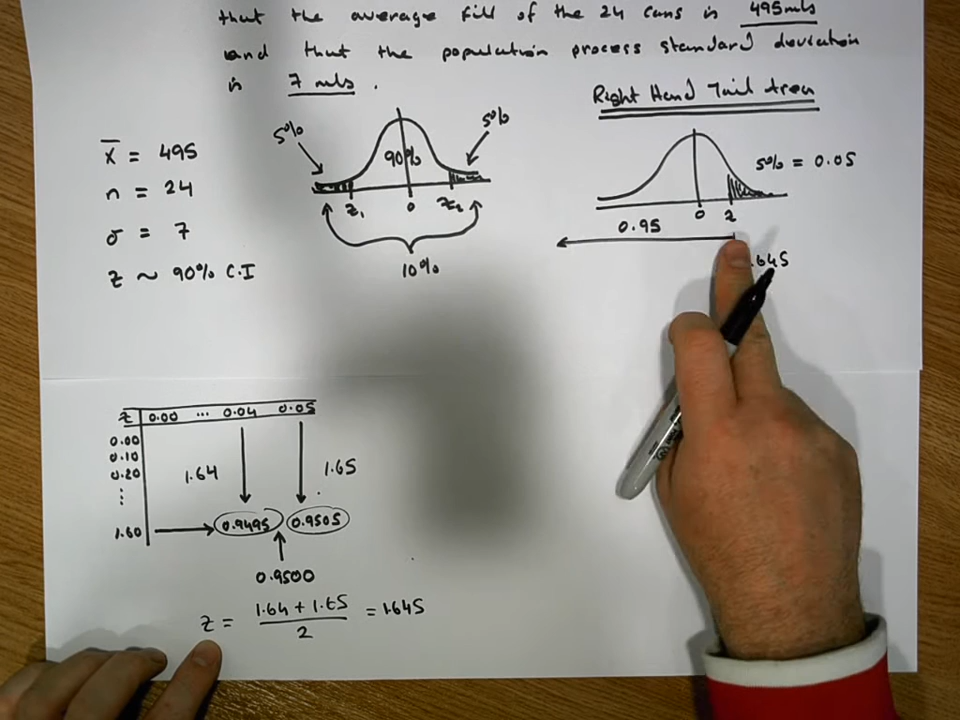 that the average fill of the 24 cans is 495mls
and that the population process standard deviation
is 7 mls .
Right Hand Tail Area
x̄ = 495
n = 24
σ = 7
z ~ 90% C.I
5% 5%
90%
z₁ 0 z₂
10%
5% = 0.05
0.95 0 z
.645
z 0.00 ... 0.04 0.05
0.00
0.10
0.20
⋮
1.64 1.65
1.60 0.9495 0.9505
0.9500
z = (1.64 + 1.65)/2 = 1.645